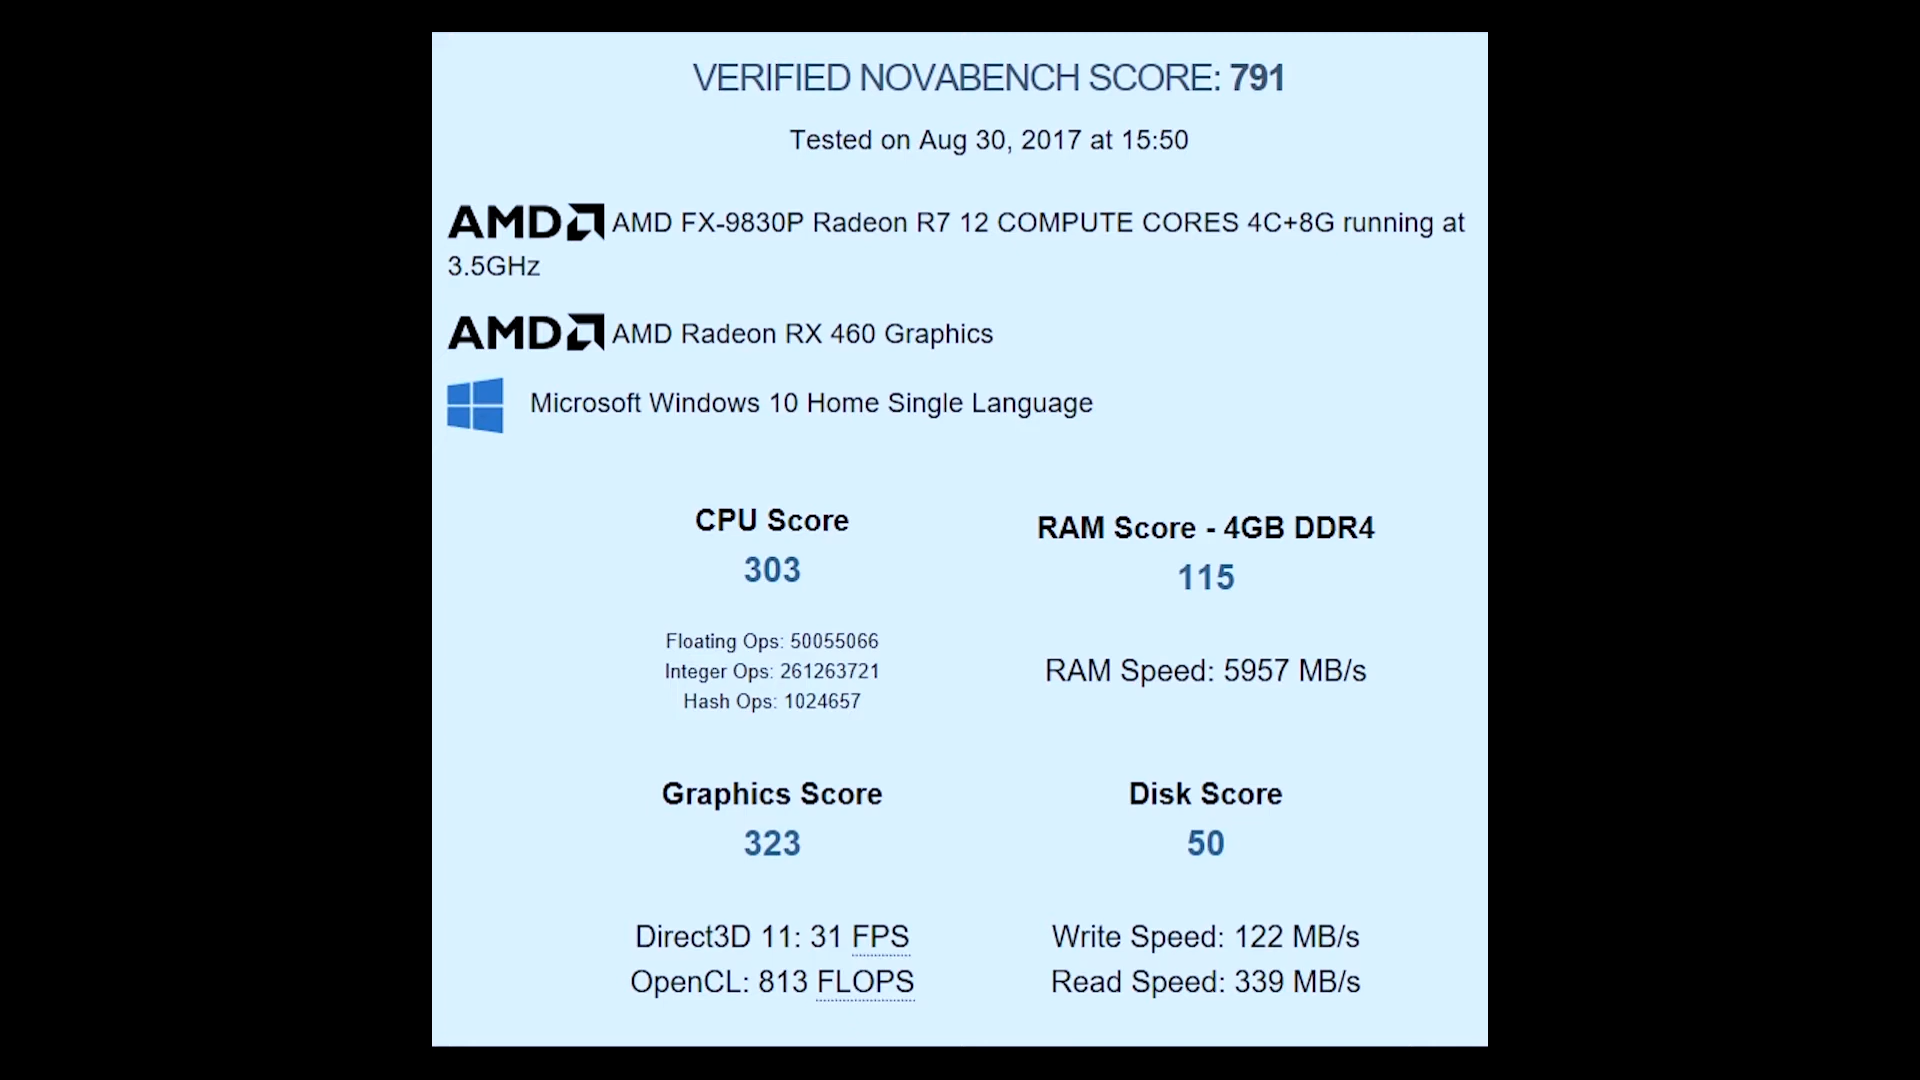 VERIFIED NOVABENCH SCORE: 791
Tested on Aug 30, 2017 at 15:50
AMD AMD FX-9830P Radeon R7 12 COMPUTE CORES 4C+8G running at
3.5GHz
AMD AMD Radeon RX 460 Graphics
Microsoft Windows 10 Home Single Language
CPU Score
303
Floating Ops: 50055066
Integer Ops: 261263721
Hash Ops: 1024657
RAM Score - 4GB DDR4
115
RAM Speed: 5957 MB/s
Graphics Score
323
Direct3D 11: 31 FPS
OpenCL: 813 FLOPS
Disk Score
50
Write Speed: 122 MB/s
Read Speed: 339 MB/s